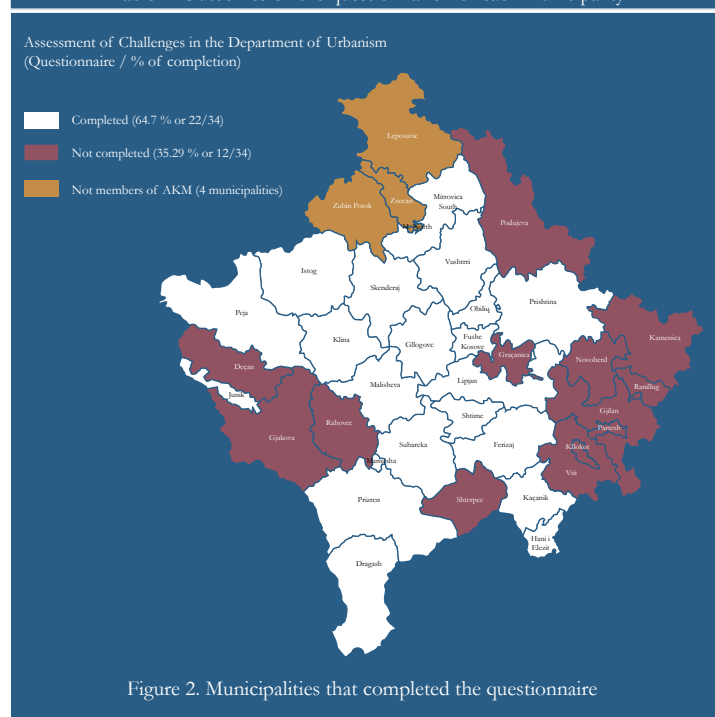 Assessment of Challenges in the Department of Urbanism
(Questionnaire / % of completion)
Completed (64.7 % or 22/34)
Not completed (35.29 % or 12/34)
Not members of AKM (4 municipalities)
Leposavic
Zubin Potok
Zvecan
Mitrovica
South
Podujeva
Vushtrri
Istog
Skenderaj
Prishtina
Obiliq
Peja
Klina
Gllogove
Fushe
Kosove
Graçanica
Kamenica
Novoberd
Deçan
Malisheva
Lipjan
Ranillug
Junik
Gjilan
Shtime
Partesh
Rahovec
Gjakova
Suhareka
Ferizaj
Kllokot
Mamusha
Viti
Prizren
Shterpce
Kaçanik
Hani i
Elezit
Dragash
Figure 2. Municipalities that completed the questionnaire